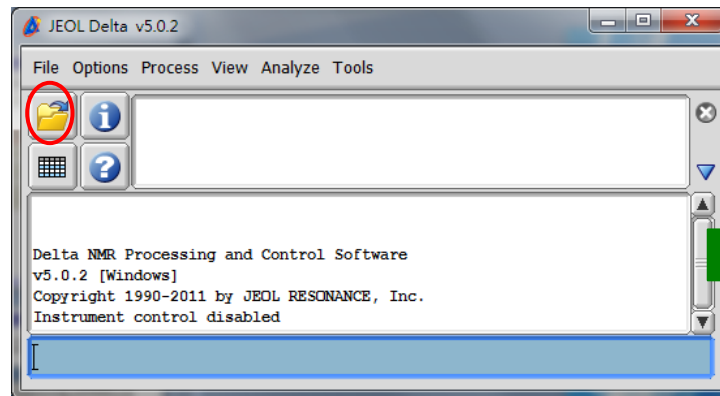 JEOL Delta v5.0.2
File Options Process View Analyze Tools
Delta NMR Processing and Control Software
v5.0.2 [Windows]
Copyright 1990-2011 by JEOL RESONANCE, Inc.
Instrument control disabled